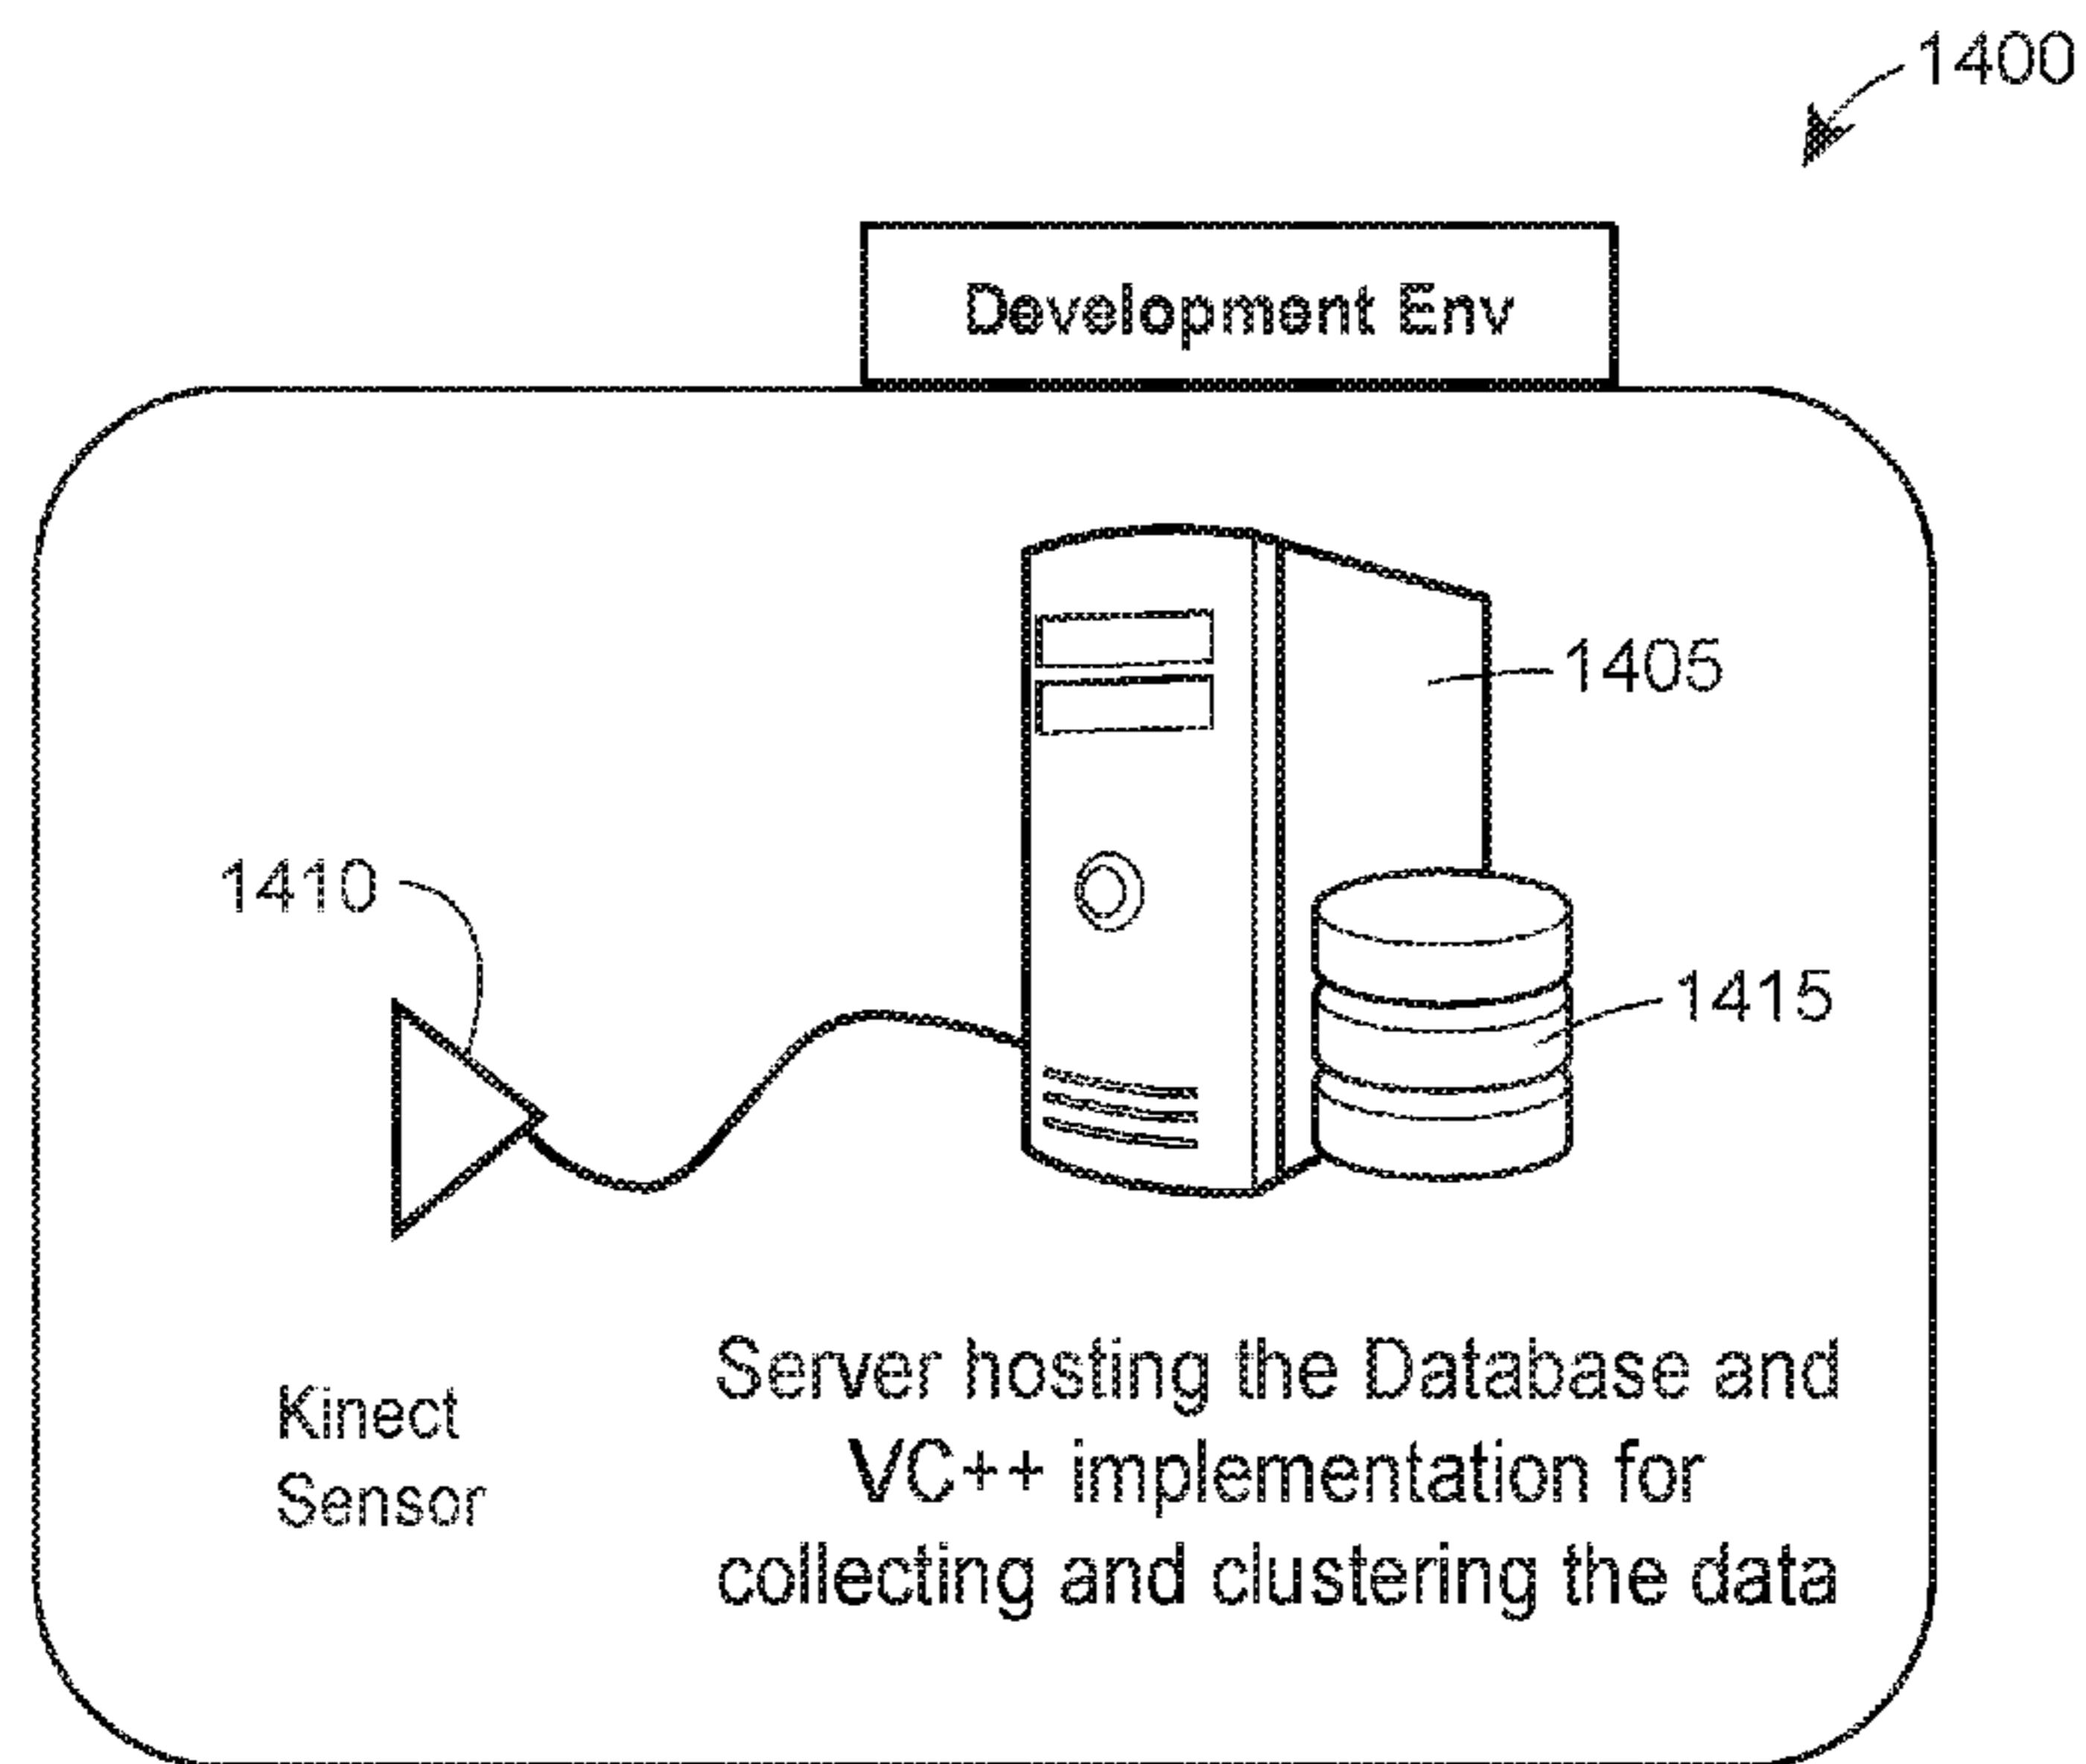 1400
Development Env
1405
1410
1415
Kinect
Sensor
Server hosting the Database and
VC++ implementation for
collecting and clustering the data